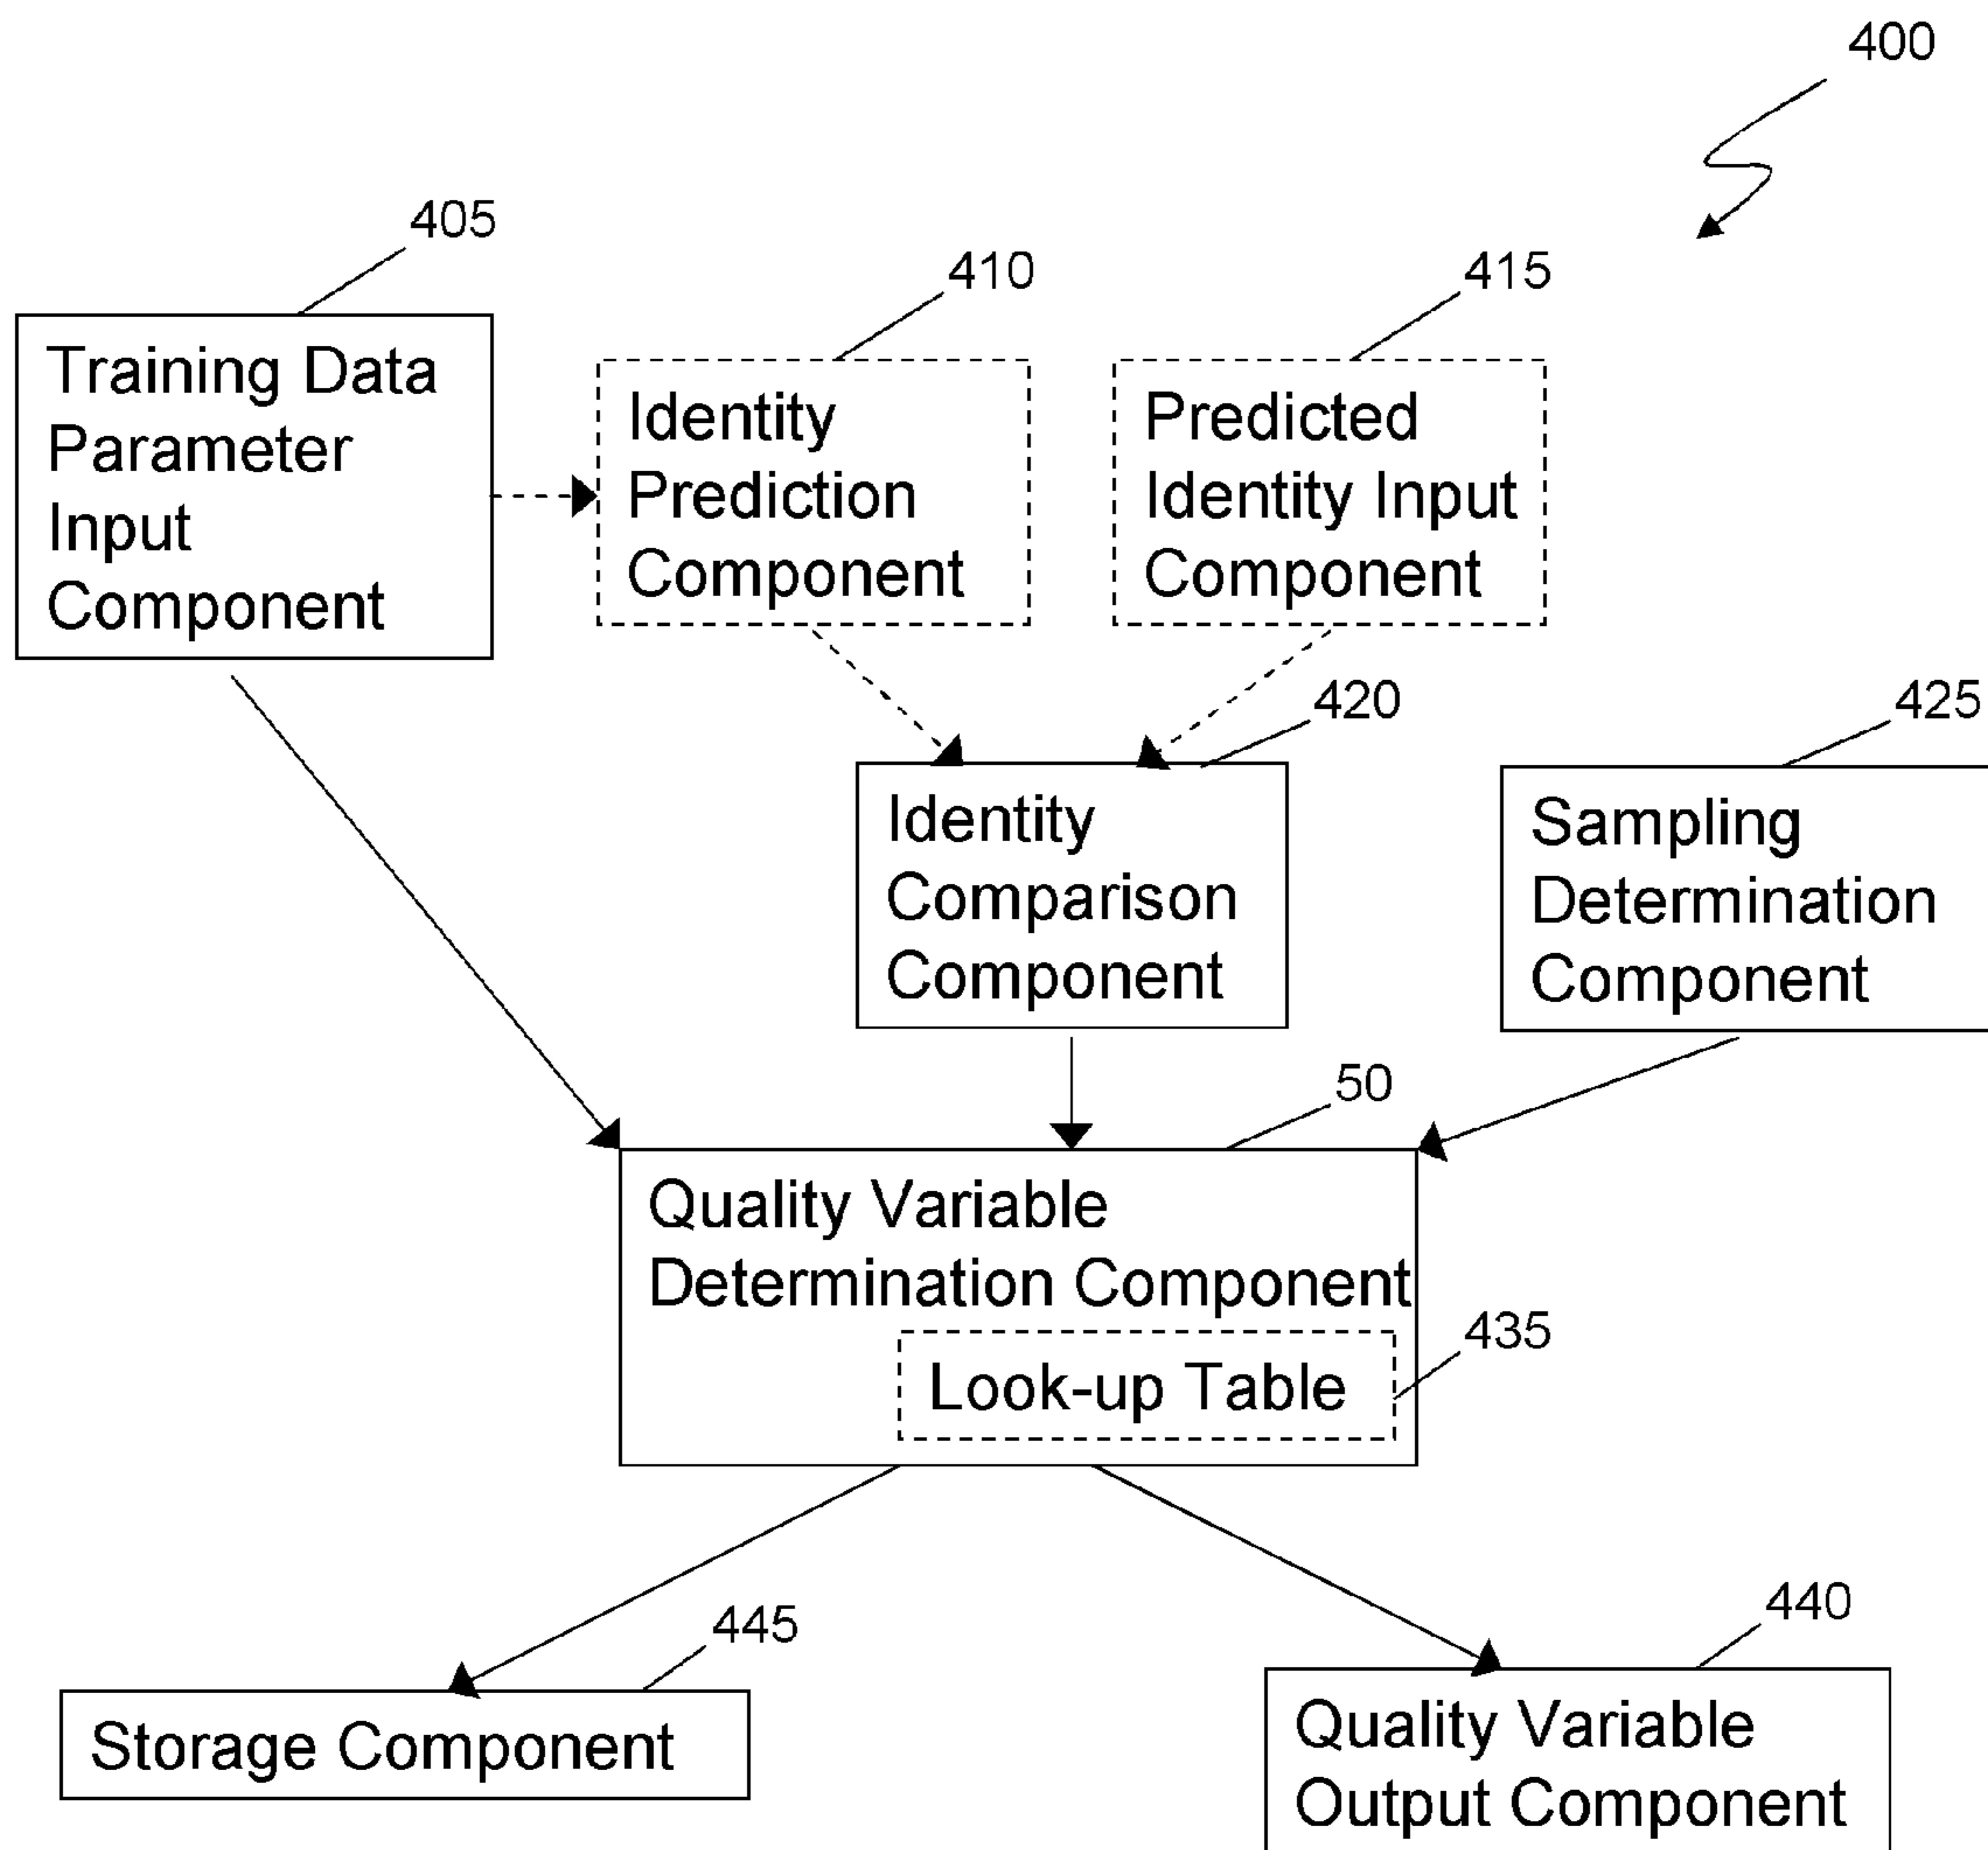 400
405
Training Data
Parameter
Input
Component
410
Identity
Prediction
Component
415
Predicted
Identity Input
Component
420
Identity
Comparison
Component
425
Sampling
Determination
Component
50
Quality Variable
Determination Component
435
Look-up Table
445
Storage Component
440
Quality Variable
Output Component